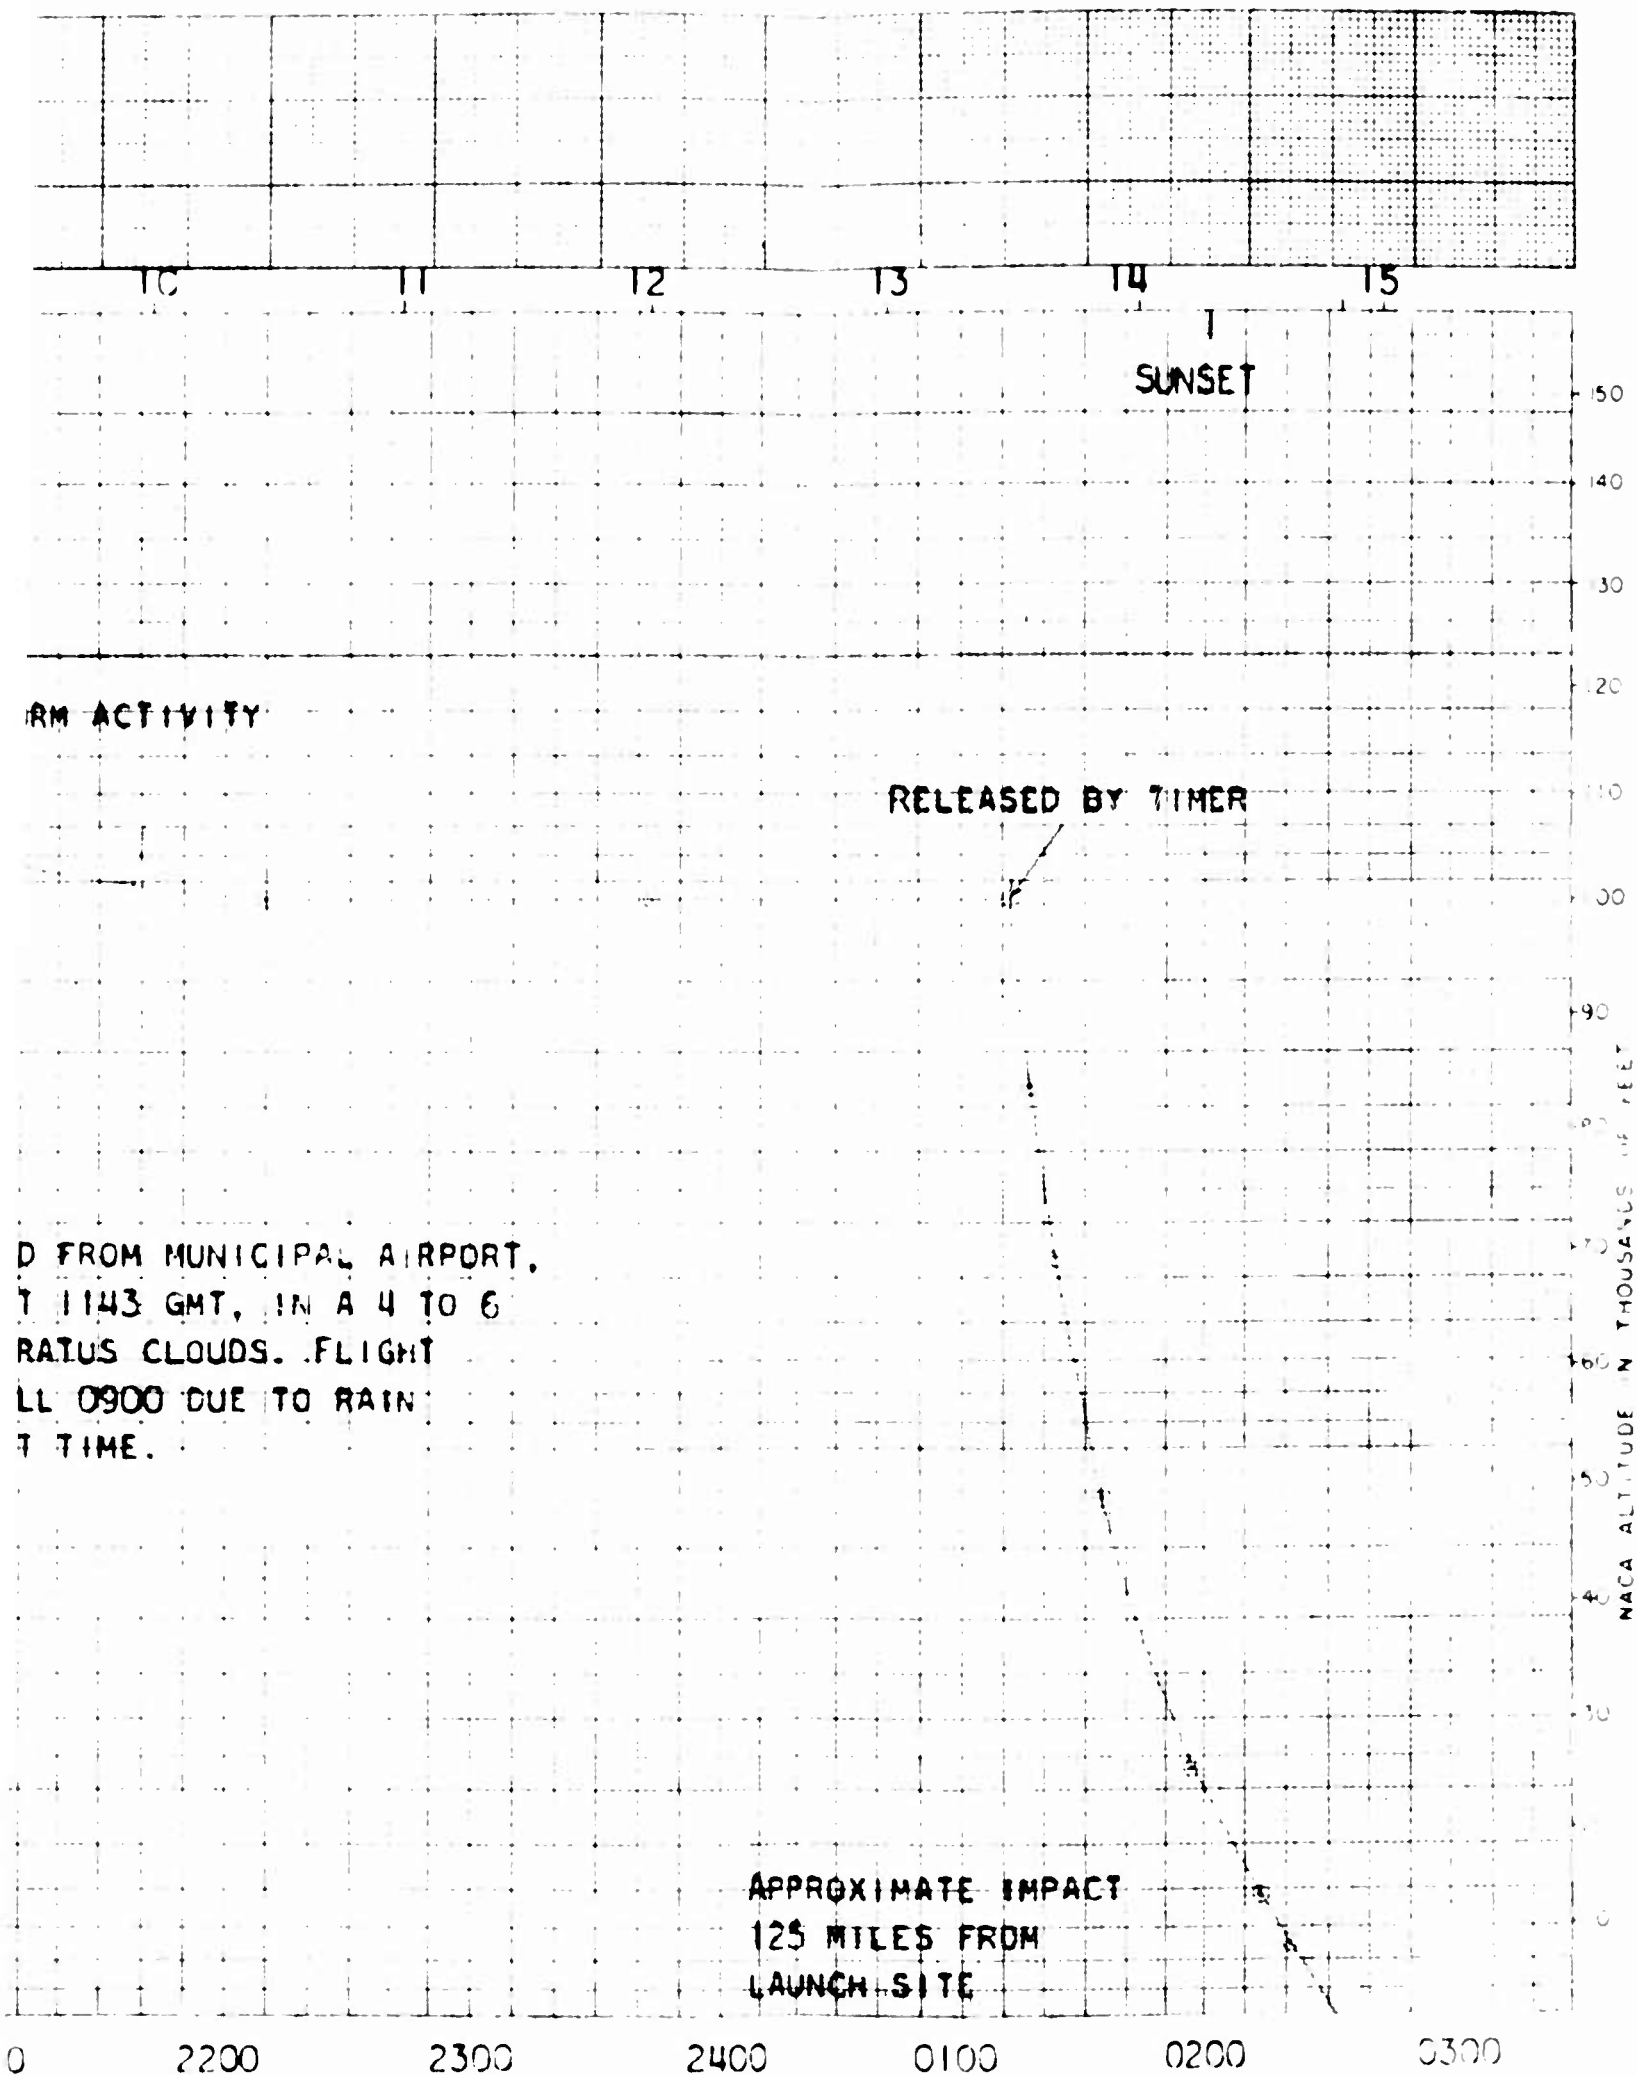 10 11 12 13 14 15
SUNSET
150
140
130
120
RM ACTIVITY
RELEASED BY TIMER
110
100
90
80
D FROM MUNICIPAL AIRPORT,
70
T 1143 GMT, IN A 4 TO 6
RATUS CLOUDS. FLIGHT
60
LL 0900 DUE TO RAIN
T TIME.
50
40
30
APPROXIMATE IMPACT
125 MILES FROM
LAUNCH SITE
NACA ALTITUDE IN THOUSANDS OF FEET
0 2200 2300 2400 0100 0200 0300